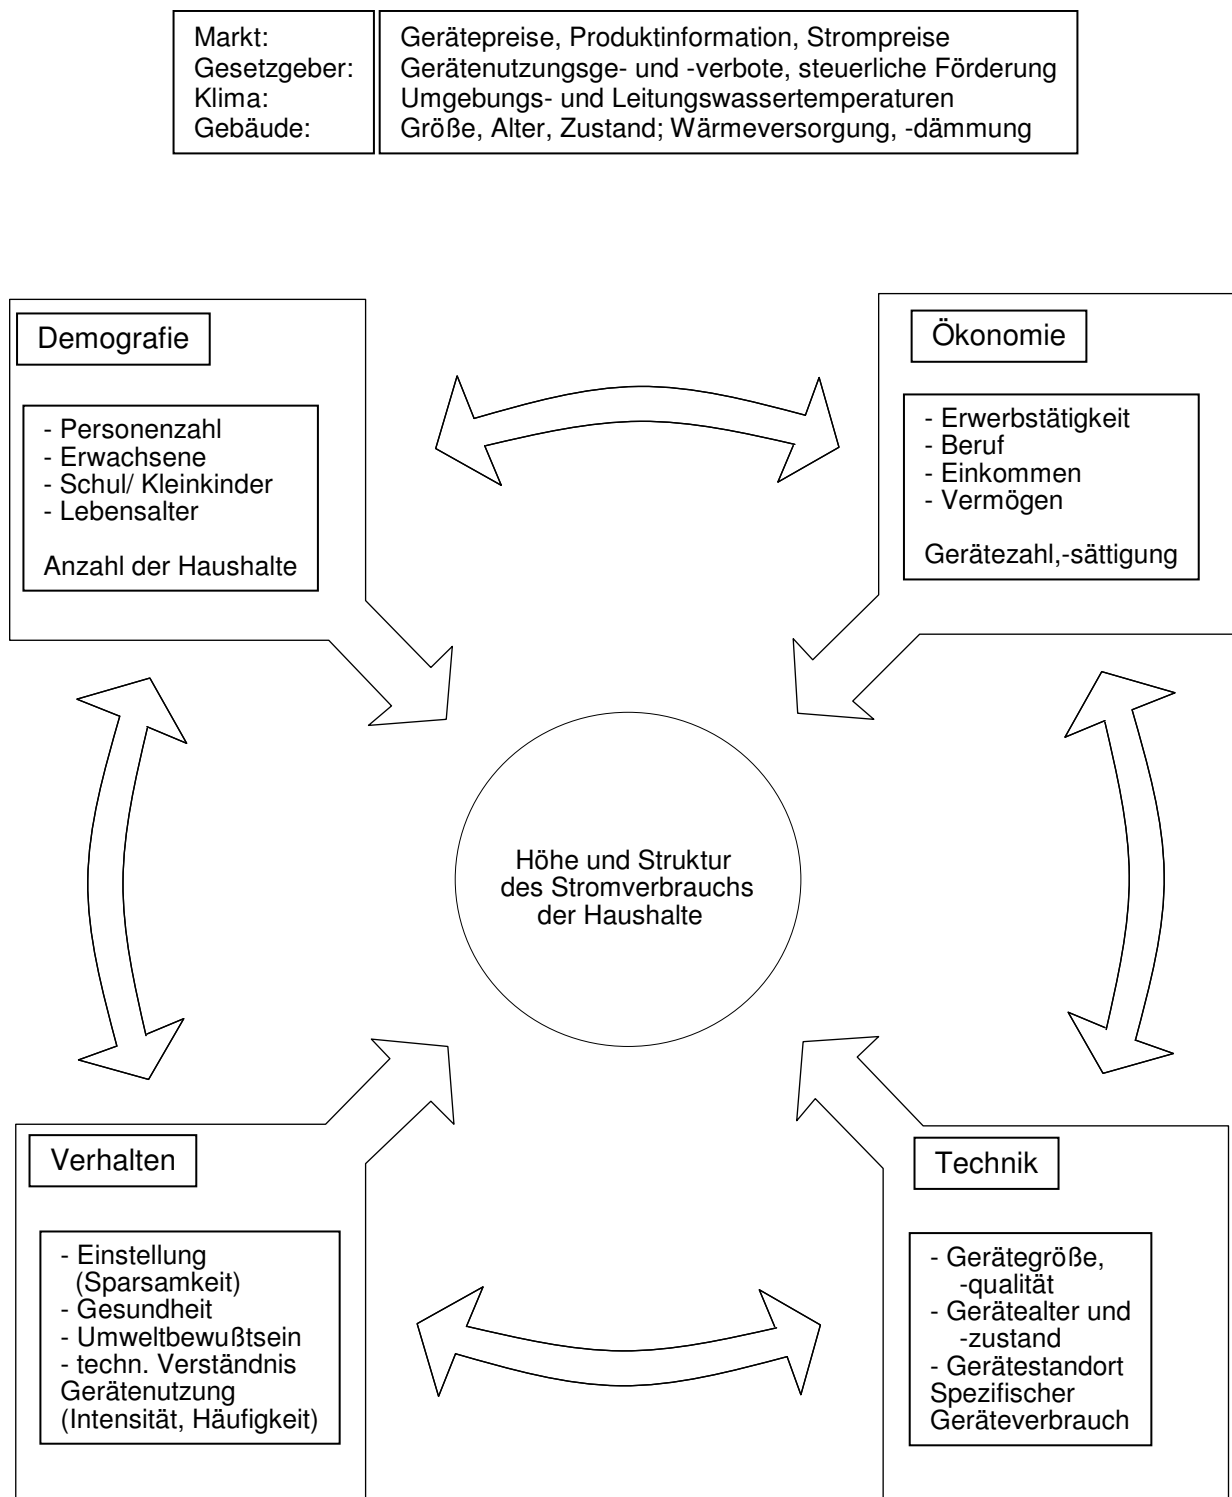 Markt: Gerätepreise, Produktinformation, Strompreise
Gesetzgeber: Gerätenutzungsge- und -verbote, steuerliche Förderung
Klima: Umgebungs- und Leitungswassertemperaturen
Gebäude: Größe, Alter, Zustand; Wärmeversorgung, -dämmung
Demografie
- Personenzahl
- Erwachsene
- Schul/ Kleinkinder
- Lebensalter
Anzahl der Haushalte
Ökonomie
- Erwerbstätigkeit
- Beruf
- Einkommen
- Vermögen
Gerätezahl,-sättigung
Höhe und Struktur
des Stromverbrauchs
der Haushalte
Verhalten
- Einstellung
(Sparsamkeit)
- Gesundheit
- Umweltbewußtsein
- techn. Verständnis
Gerätenutzung
(Intensität, Häufigkeit)
Technik
- Gerätegröße,
-qualität
- Gerätealter und
-zustand
- Gerätestandort
Spezifischer
Geräteverbrauch